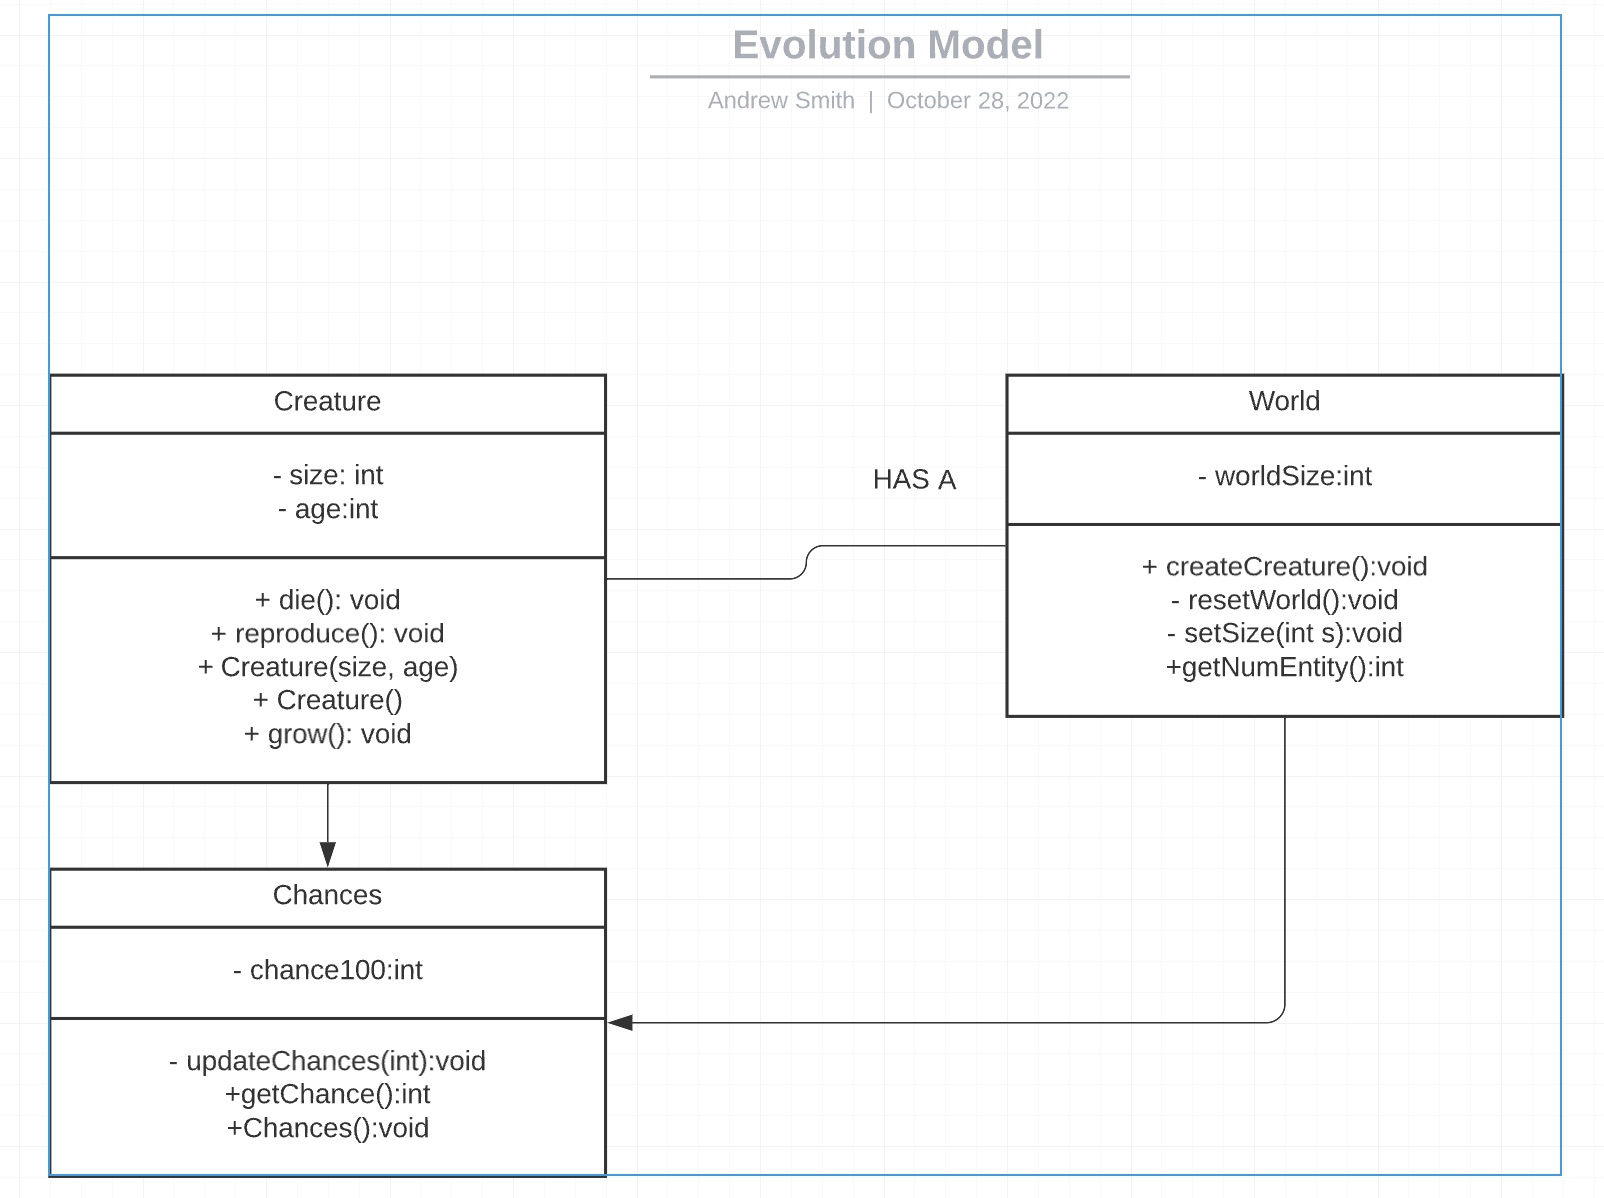 Evolution Model
Andrew Smith | October 28, 2022
Creature
- size: int
- age:int
+ die(): void
+ reproduce(): void
+ Creature(size, age)
+ Creature()
+ grow(): void
HAS A
World
- worldSize:int
+ createCreature():void
- resetWorld():void
- setSize(int s):void
+getNumEntity():int
Chances
- chance100:int
- updateChances(int):void
+getChance():int
+Chances():void